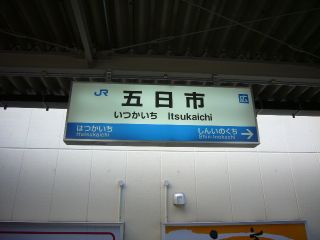 JR 五日市 広
いつかいち Itsukaichi
はつかいち しんいのくち
Hatsukaichi Shin-Inokuchi